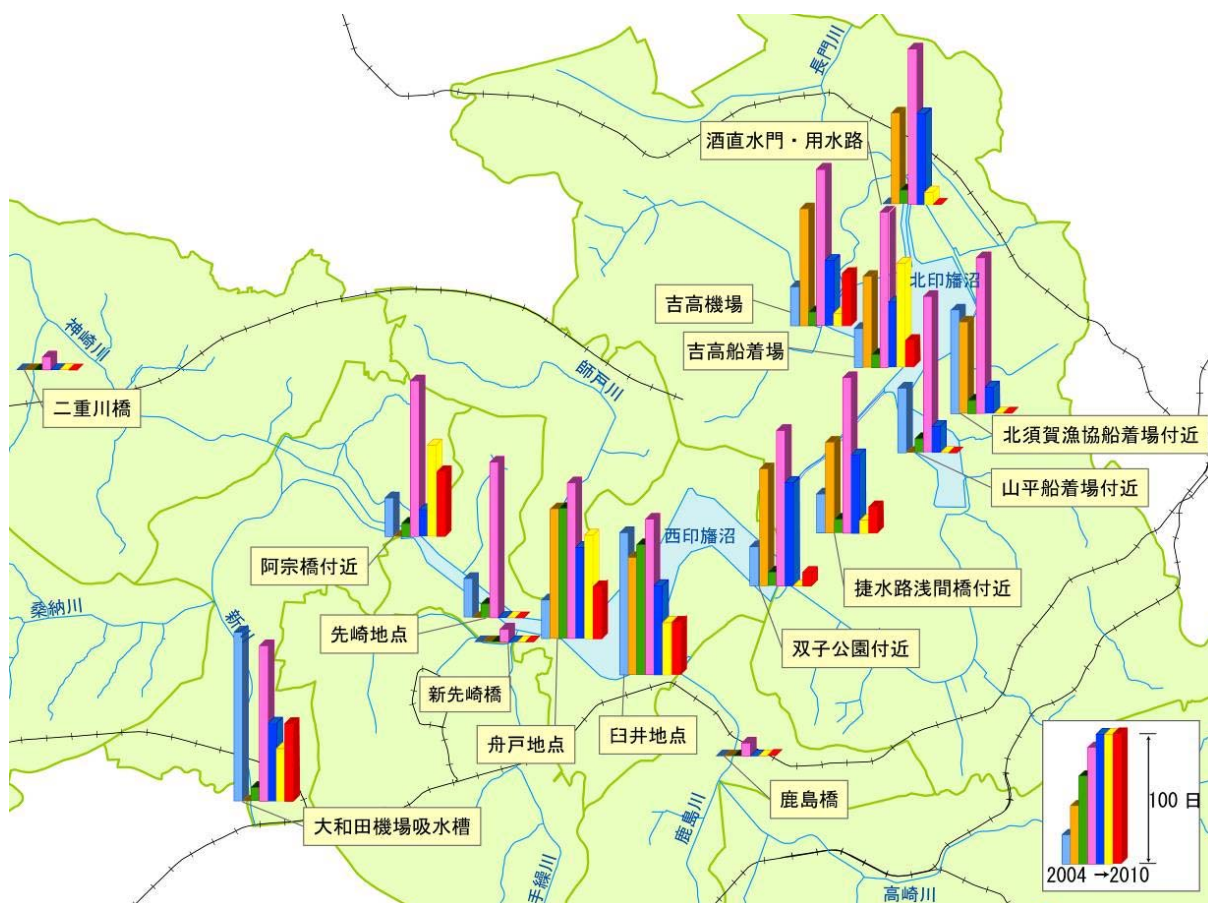 長門川
酒直水門・用水路
北印旛沼
吉高機場
吉高船着場
神崎川
師戸川
二重川橋
北須賀漁協船着場付近
山平船着場付近
西印旛沼
阿宗橋付近
捷水路浅間橋付近
桑納川
新川
先崎地点
双子公園付近
新先崎橋
舟戸地点
臼井地点
鹿島橋
大和田機場吸水槽
鹿島川
手繰川
高崎川
100 日
2004 →2010